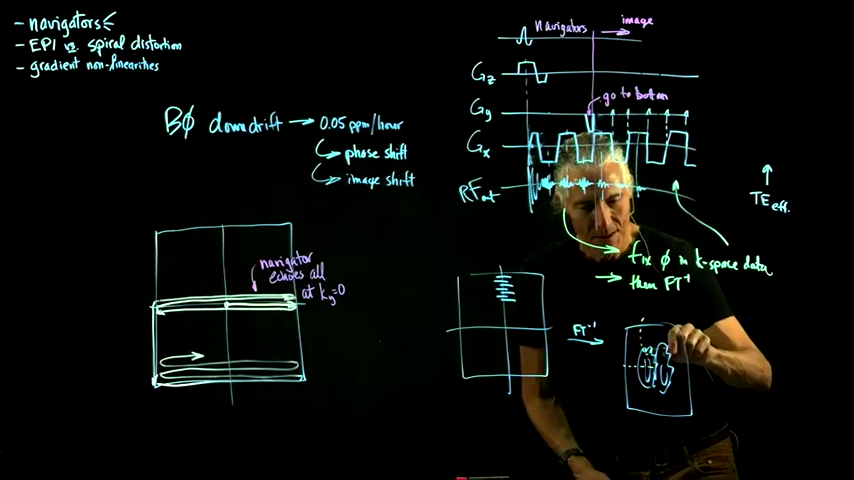 - navigators
- EPI vs. spiral distortion
- gradient non-linearities
BØ down drift → 0.05 ppm/hour
phase shift
image shift
navigator
echoes all
at ky=0
Navigators
image
Gz
Gy
go to bottom
Gx
RFout
TEeff.
fix ϕ in k-space data
→ then FT⁻¹
FT⁻¹